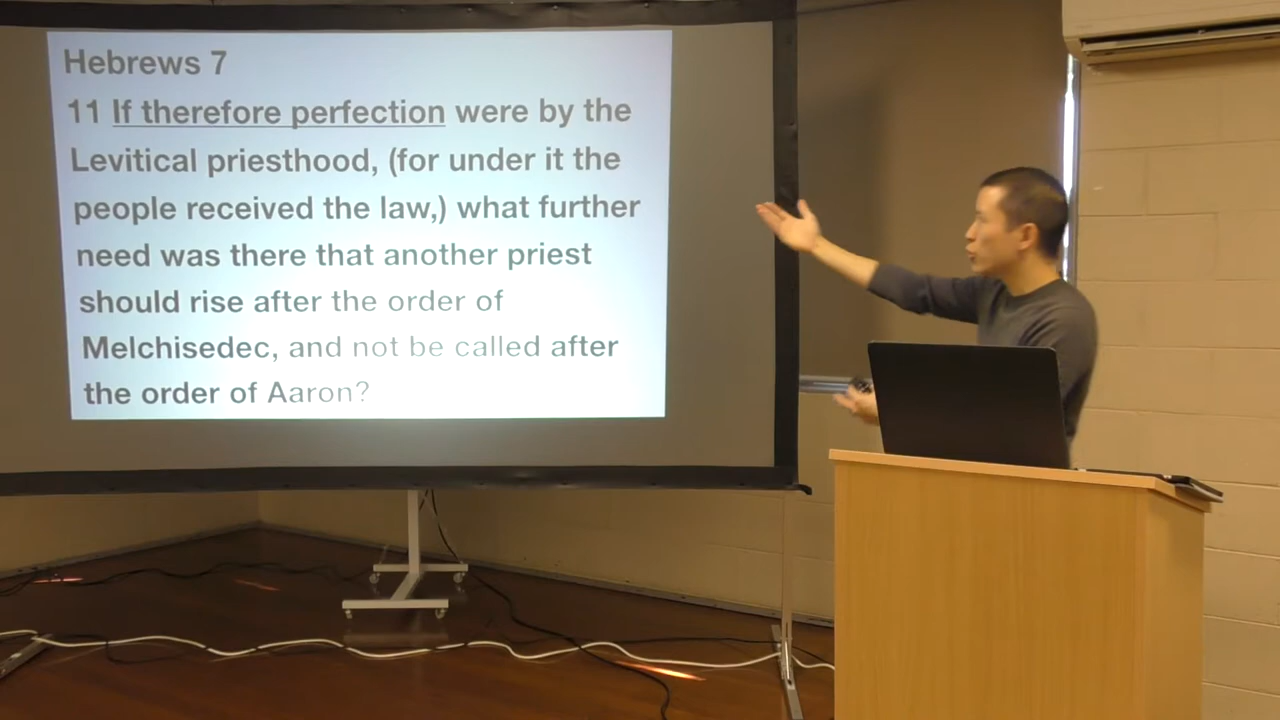 Hebrews 7
11 If therefore perfection were by the
Levitical priesthood, (for under it the
people received the law,) what further
need was there that another priest
should rise after the order of
Melchisedec, and not be called after
the order of Aaron?